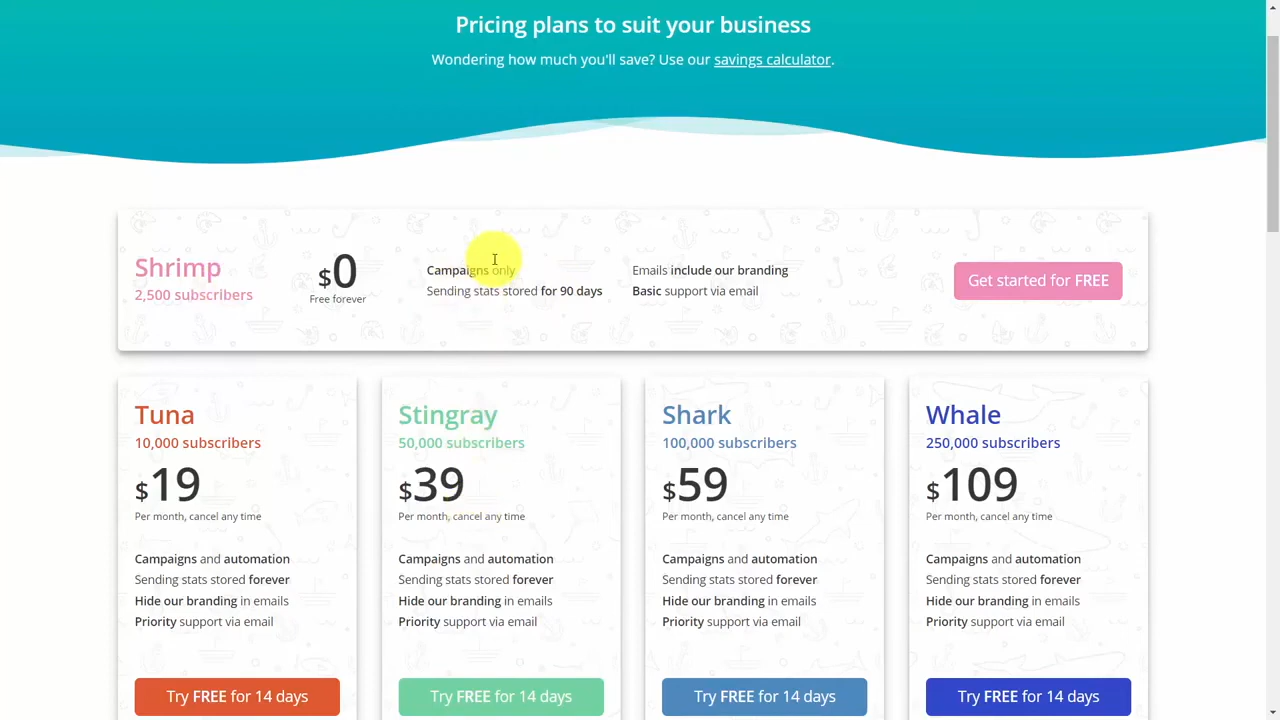 Pricing plans to suit your business
Wondering how much you'll save? Use our savings calculator.
Shrimp
2,500 subscribers
$0
Free forever
Campaigns only
Sending stats stored for 90 days
Emails include our branding
Basic support via email
Get started for FREE
Tuna
10,000 subscribers
$19
Per month, cancel any time
Campaigns and automation
Sending stats stored forever
Hide our branding in emails
Priority support via email
Try FREE for 14 days
Stingray
50,000 subscribers
$39
Per month, cancel any time
Campaigns and automation
Sending stats stored forever
Hide our branding in emails
Priority support via email
Try FREE for 14 days
Shark
100,000 subscribers
$59
Per month, cancel any time
Campaigns and automation
Sending stats stored forever
Hide our branding in emails
Priority support via email
Try FREE for 14 days
Whale
250,000 subscribers
$109
Per month, cancel any time
Campaigns and automation
Sending stats stored forever
Hide our branding in emails
Priority support via email
Try FREE for 14 days